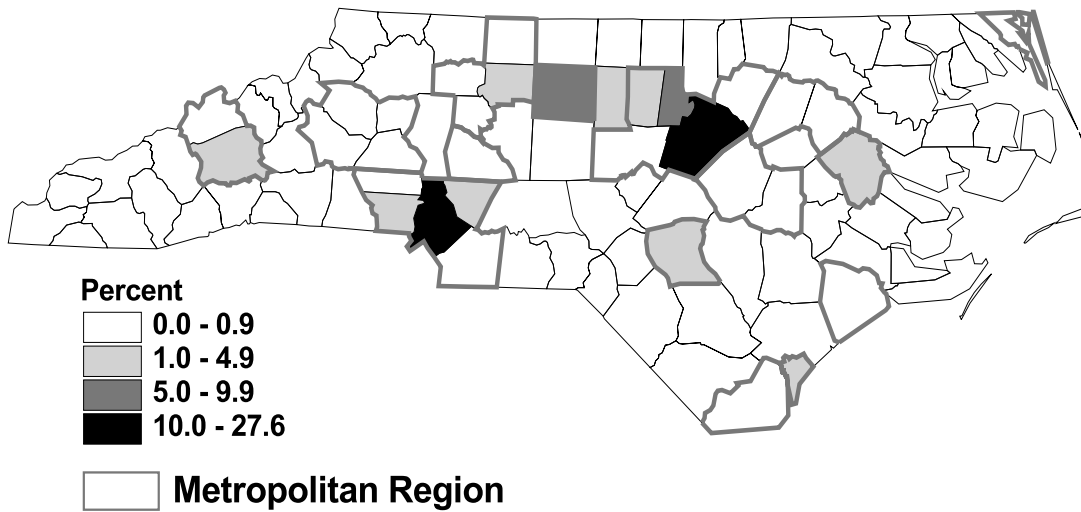 Percent
0.0 - 0.9
1.0 - 4.9
5.0 - 9.9
10.0 - 27.6
Metropolitan Region